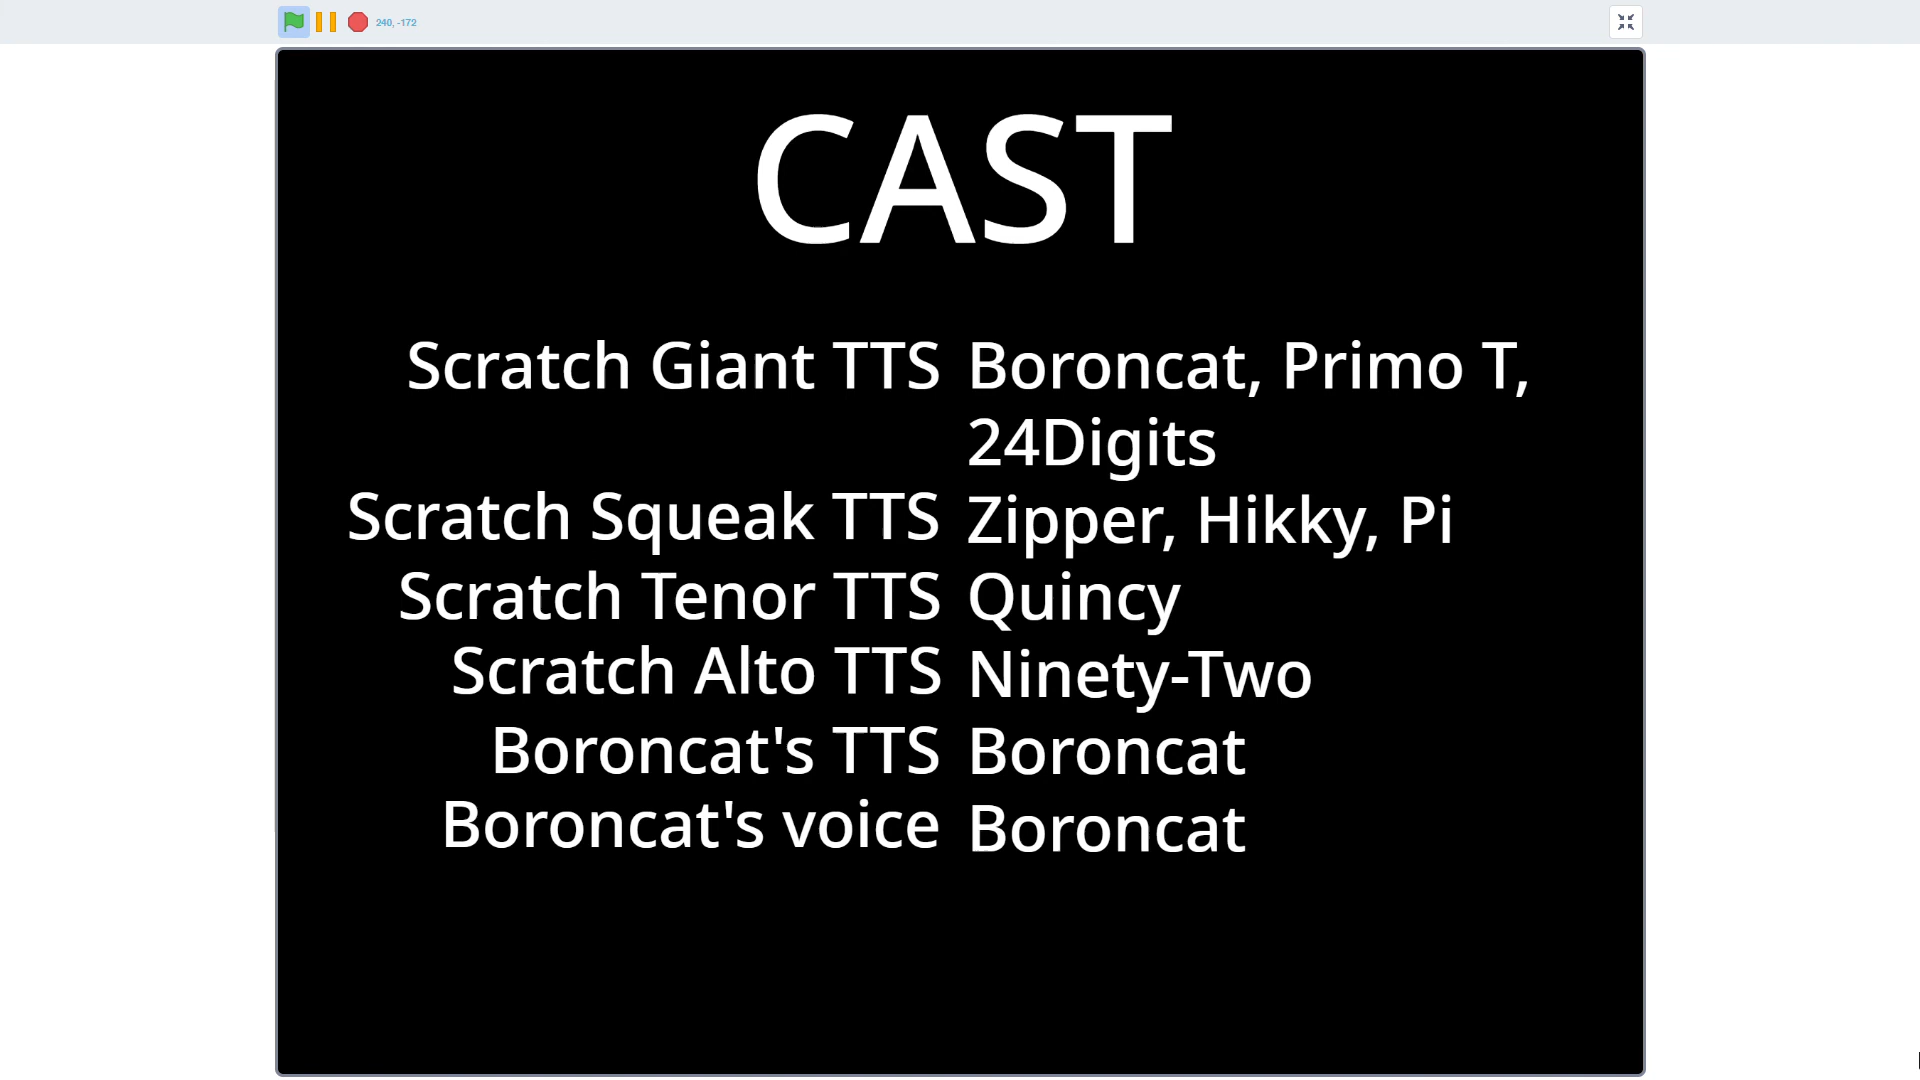 240, -172
CAST
Scratch Giant TTS Boroncat, Primo T,
24Digits
Scratch Squeak TTS Zipper, Hikky, Pi
Scratch Tenor TTS Quincy
Scratch Alto TTS Ninety-Two
Boroncat's TTS Boroncat
Boroncat's voice Boroncat